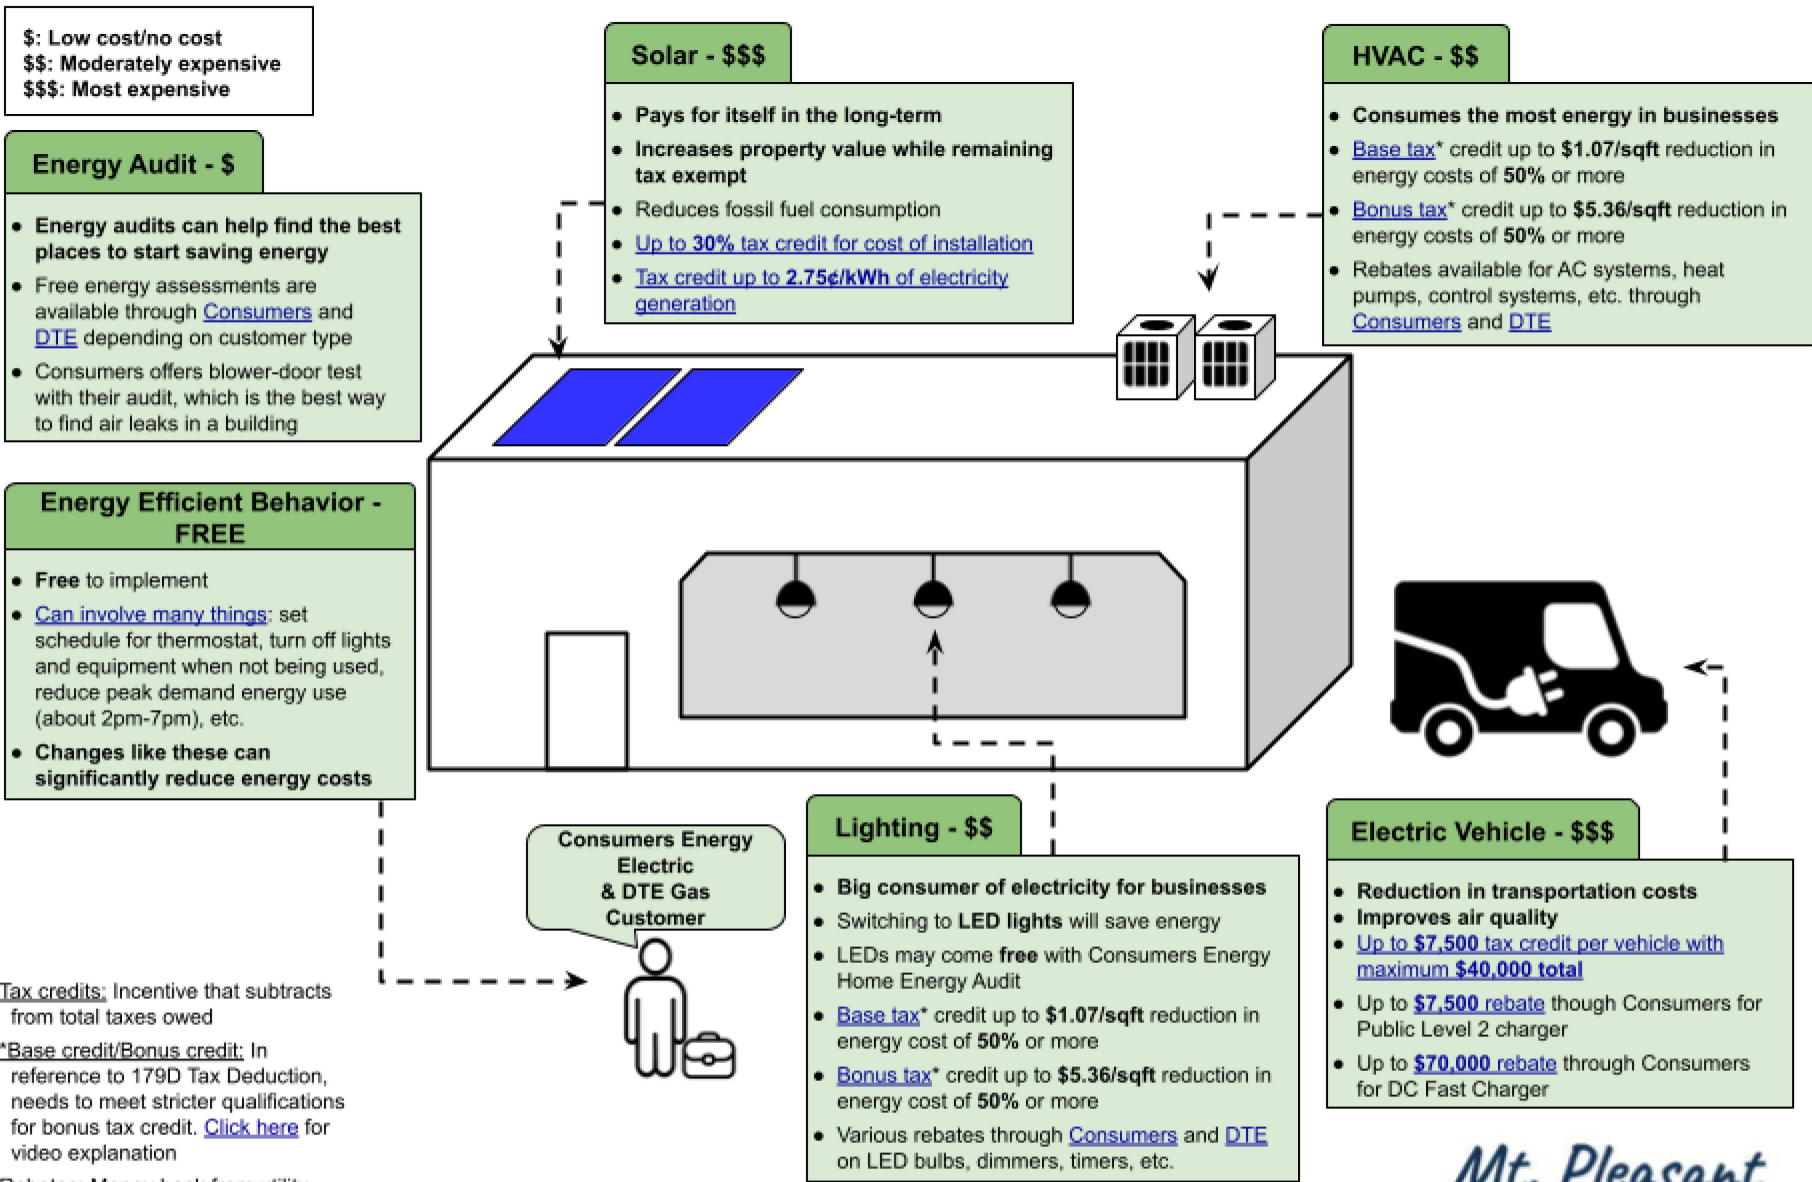 $: Low cost/no cost
$$: Moderately expensive
$$$: Most expensive
Energy Audit - $
● Energy audits can help find the best
places to start saving energy
● Free energy assessments are
available through Consumers and
DTE depending on customer type
● Consumers offers blower-door test
with their audit, which is the best way
to find air leaks in a building
Solar - $$$
● Pays for itself in the long-term
● Increases property value while remaining
tax exempt
● Reduces fossil fuel consumption
● Up to 30% tax credit for cost of installation
● Tax credit up to 2.75¢/kWh of electricity
generation
HVAC - $$
● Consumes the most energy in businesses
● Base tax* credit up to $1.07/sqft reduction in
energy costs of 50% or more
● Bonus tax* credit up to $5.36/sqft reduction in
energy costs of 50% or more
● Rebates available for AC systems, heat
pumps, control systems, etc. through
Consumers and DTE
Energy Efficient Behavior -
FREE
● Free to implement
● Can involve many things: set
schedule for thermostat, turn off lights
and equipment when not being used,
reduce peak demand energy use
(about 2pm-7pm), etc.
● Changes like these can
significantly reduce energy costs
Consumers Energy
Electric
& DTE Gas
Customer
Lighting - $$
● Big consumer of electricity for businesses
● Switching to LED lights will save energy
● LEDs may come free with Consumers Energy
Home Energy Audit
● Base tax* credit up to $1.07/sqft reduction in
energy cost of 50% or more
● Bonus tax* credit up to $5.36/sqft reduction in
energy cost of 50% or more
● Various rebates through Consumers and DTE
on LED bulbs, dimmers, timers, etc.
Electric Vehicle - $$$
● Reduction in transportation costs
● Improves air quality
● Up to $7,500 tax credit per vehicle with
maximum $40,000 total
● Up to $7,500 rebate though Consumers for
Public Level 2 charger
● Up to $70,000 rebate through Consumers
for DC Fast Charger
Tax credits: Incentive that subtracts
from total taxes owed
*Base credit/Bonus credit: In
reference to 179D Tax Deduction,
needs to meet stricter qualifications
for bonus tax credit. Click here for
video explanation
Rebates: Money back from utility
Mt. Pleasant